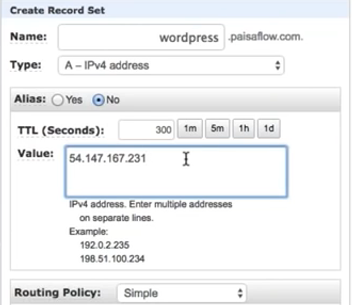 Create Record Set
Name: wordpress .paisaflow.com.
Type: A – IPv4 address
Alias: Yes No
TTL (Seconds): 300 1m 5m 1h 1d
Value: 54.147.167.231
IPv4 address. Enter multiple addresses
on separate lines.
Example:
192.0.2.235
198.51.100.234
Routing Policy: Simple